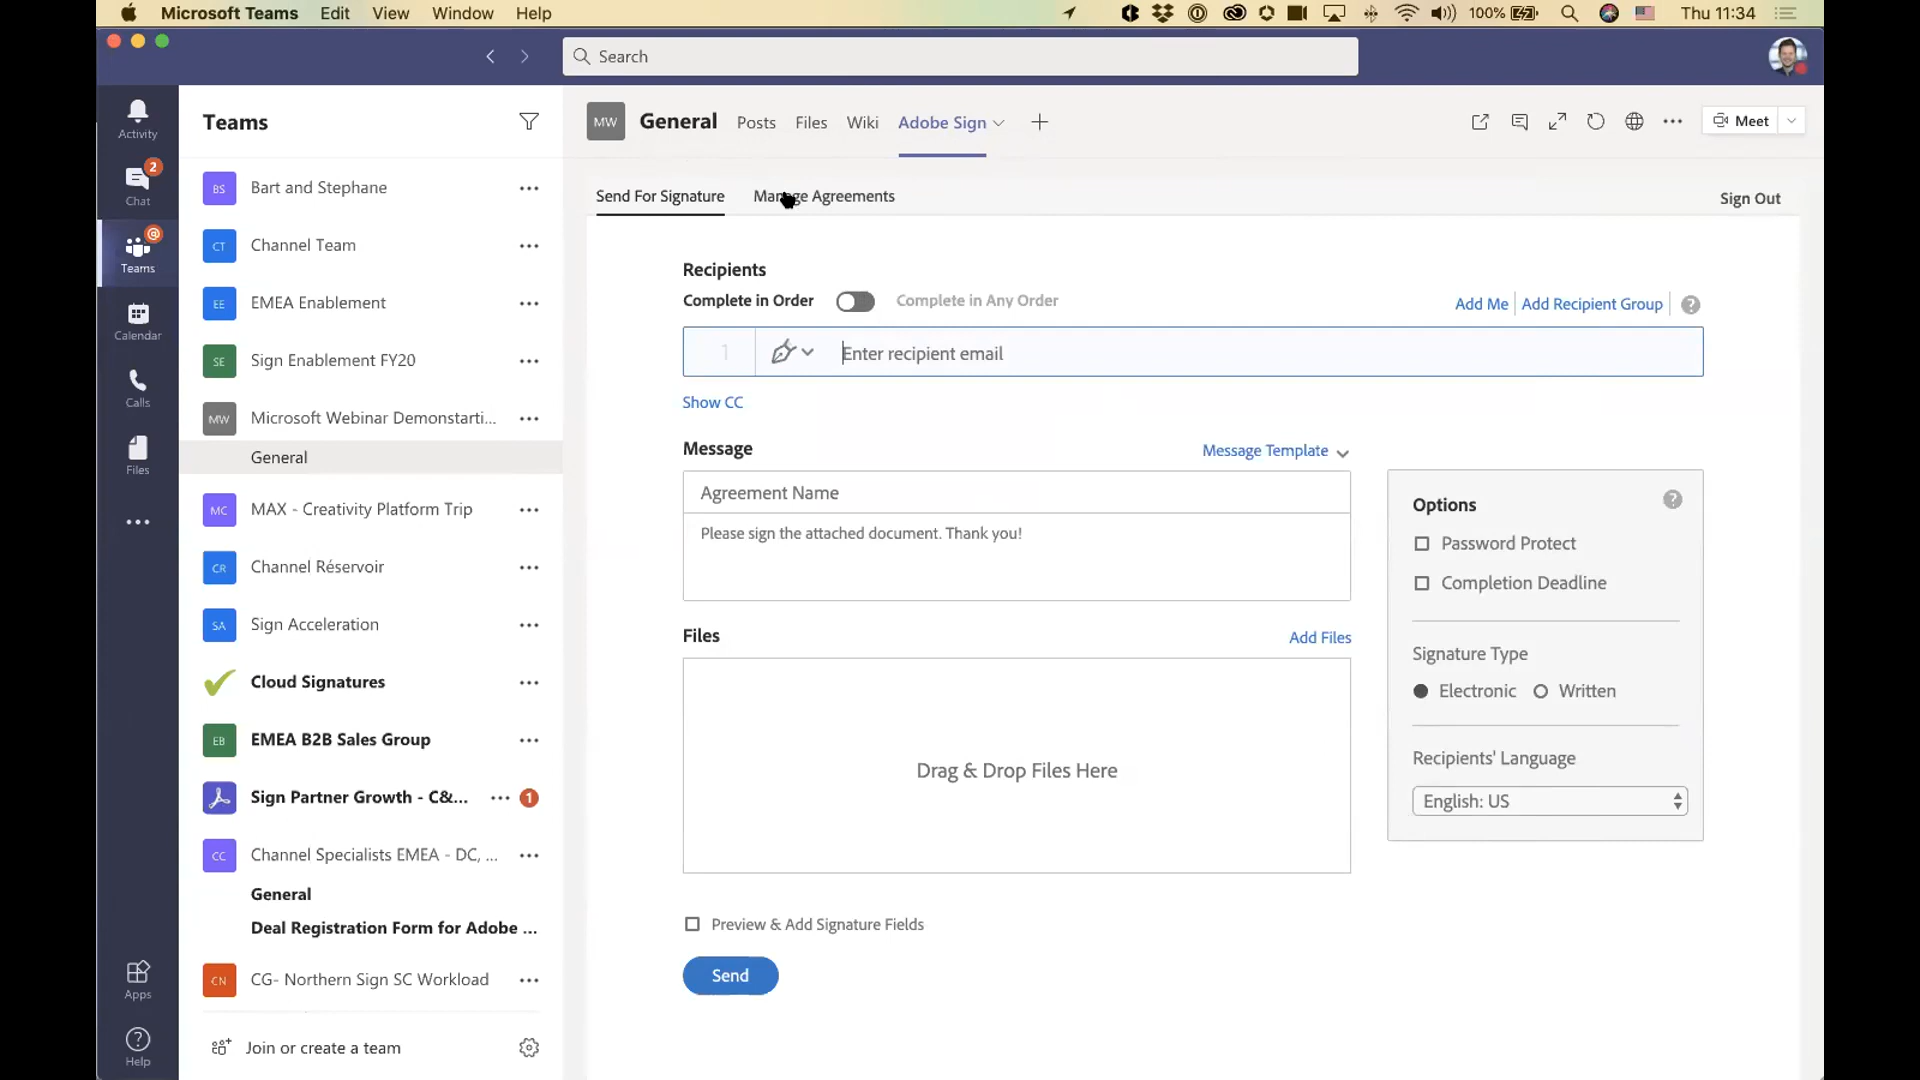 Microsoft Teams Edit View Window Help 100% Thu 11:34
Search
Activity
2
Chat
Teams
Calendar
Calls
Files
Apps
Help
Teams
BS Bart and Stephane
CT Channel Team
EE EMEA Enablement
SE Sign Enablement FY20
MW Microsoft Webinar Demonstarti...
General
MC MAX - Creativity Platform Trip
CR Channel Réservoir
SA Sign Acceleration
Cloud Signatures
EB EMEA B2B Sales Group
Sign Partner Growth - C&... 1
CC Channel Specialists EMEA - DC, ...
General
Deal Registration Form for Adobe ...
CN CG- Northern Sign SC Workload
Join or create a team
MW General Posts Files Wiki Adobe Sign Meet
Send For Signature Manage Agreements Sign Out
Recipients
Complete in Order Complete in Any Order Add Me Add Recipient Group ?
1 Enter recipient email
Show CC
Message Message Template
Agreement Name
Please sign the attached document. Thank you!
Files Add Files
Drag & Drop Files Here
Preview & Add Signature Fields
Send
Options ?
Password Protect
Completion Deadline
Signature Type
Electronic Written
Recipients' Language
English: US